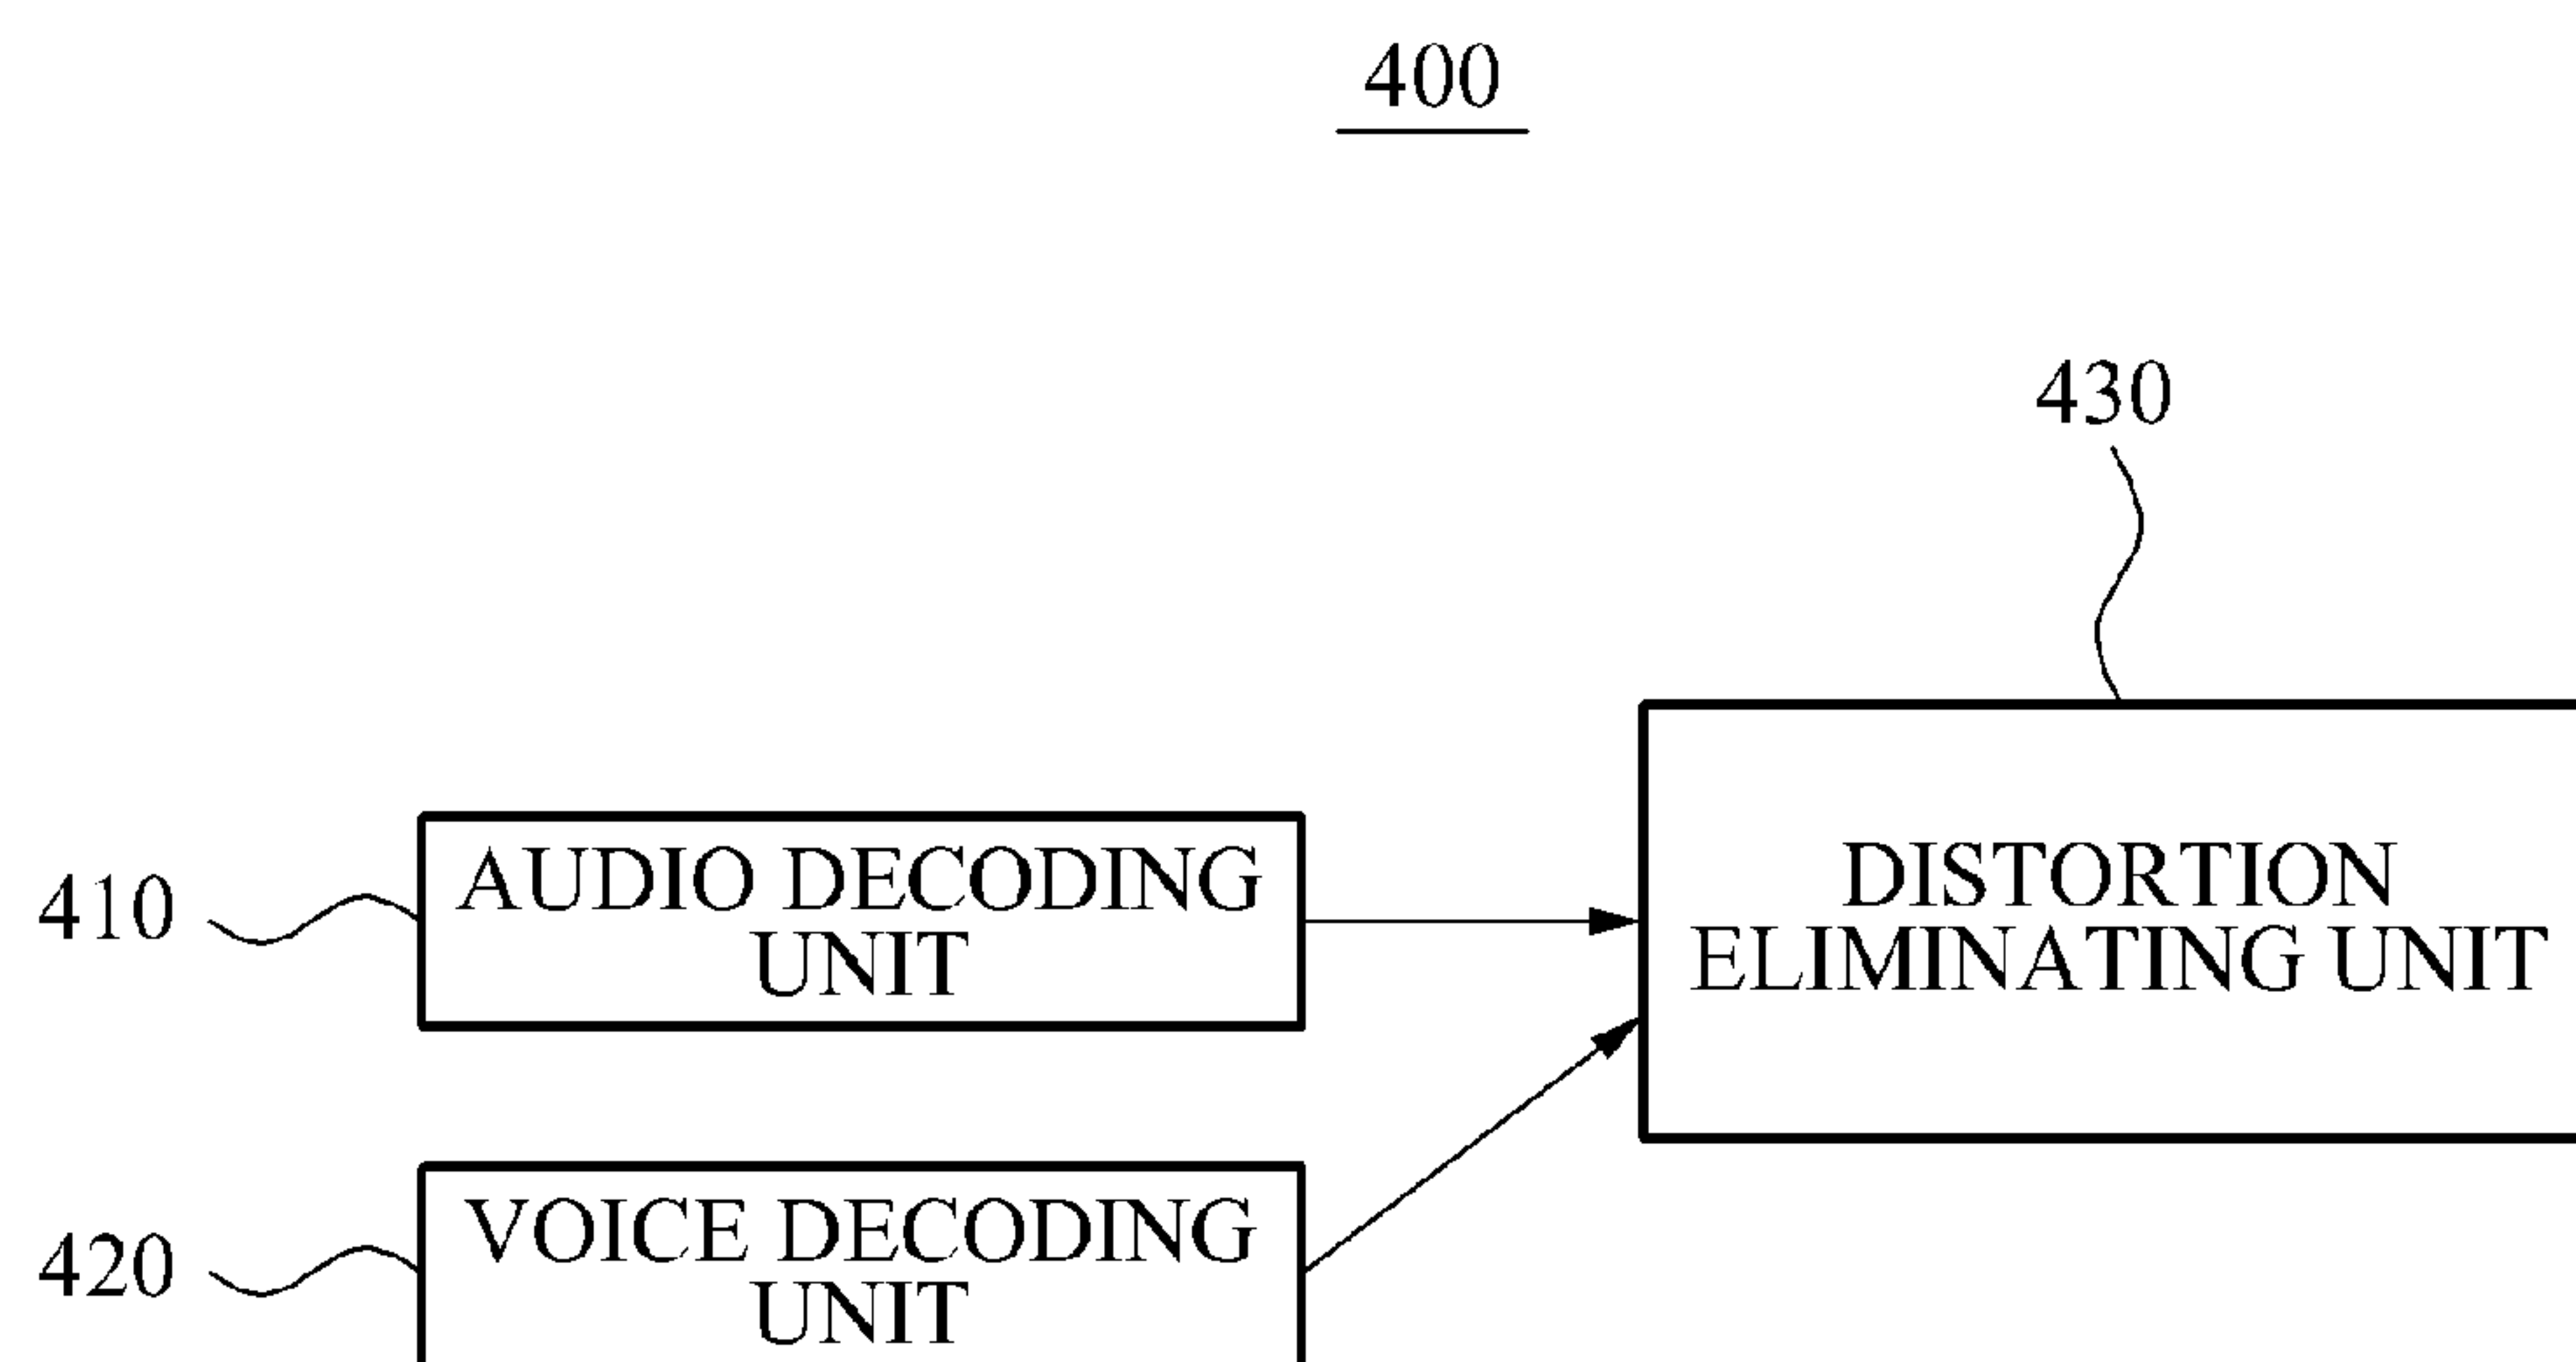 400
430
410
AUDIO DECODING
UNIT
DISTORTION
ELIMINATING UNIT
420
VOICE DECODING
UNIT